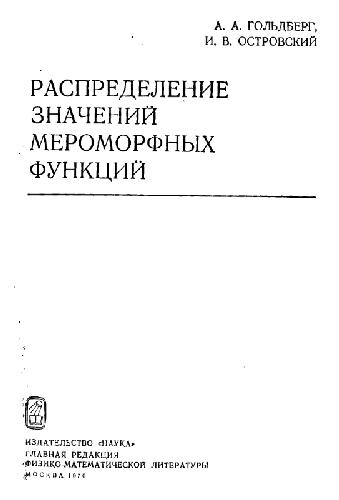 А. А. ГОЛЬДБЕРГ,
И. В. ОСТРОВСКИЙ
РАСПРЕДЕЛЕНИЕ
ЗНАЧЕНИЙ
МЕРОМОРФНЫХ
ФУНКЦИЙ
ИЗДАТЕЛЬСТВО «НАУКА»
ГЛАВНАЯ РЕДАКЦИЯ
ФИЗИКО-МАТЕМАТИЧЕСКОЙ ЛИТЕРАТУРЫ
МОСКВА 1970